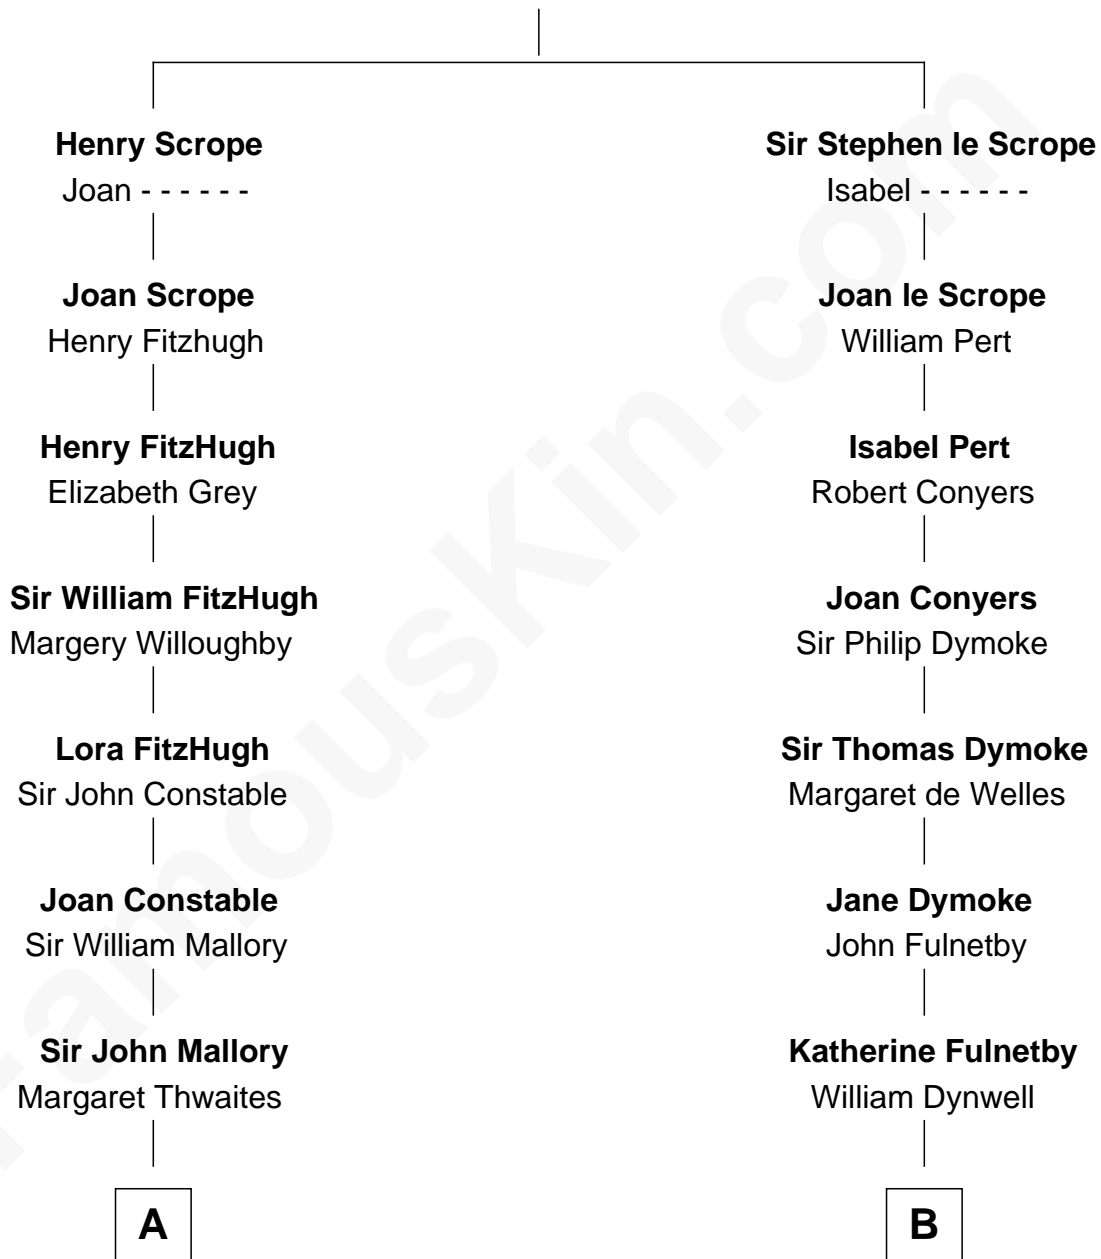 Henry Scrope
Joan - - - - - -
Joan Scrope
Henry Fitzhugh
Henry FitzHugh
Elizabeth Grey
Sir William FitzHugh
Margery Willoughby
Lora FitzHugh
Sir John Constable
Joan Constable
Sir William Mallory
Sir John Mallory
Margaret Thwaites
A
Sir Stephen le Scrope
Isabel - - - - - -
Joan le Scrope
William Pert
Isabel Pert
Robert Conyers
Joan Conyers
Sir Philip Dymoke
Sir Thomas Dymoke
Margaret de Welles
Jane Dymoke
John Fulnetby
Katherine Fulnetby
William Dynwell
B
FamousKin.com